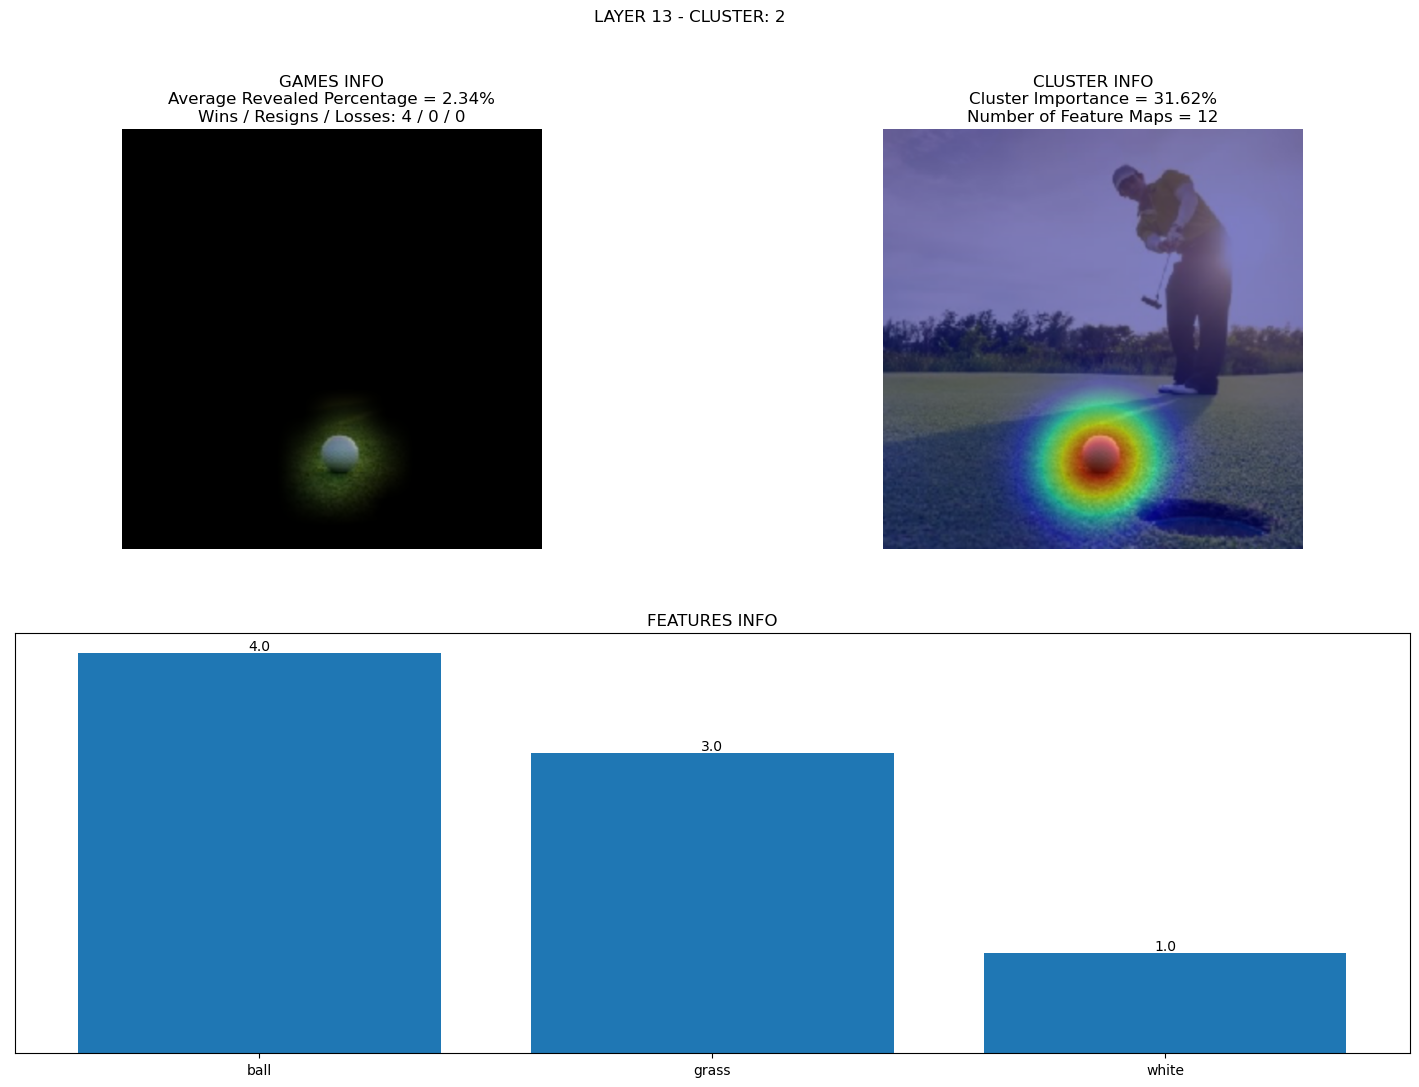 LAYER 13 - CLUSTER: 2
GAMES INFO
Average Revealed Percentage = 2.34%
Wins / Resigns / Losses: 4 / 0 / 0
CLUSTER INFO
Cluster Importance = 31.62%
Number of Feature Maps = 12
FEATURES INFO
4.0
3.0
1.0
ball
grass
white